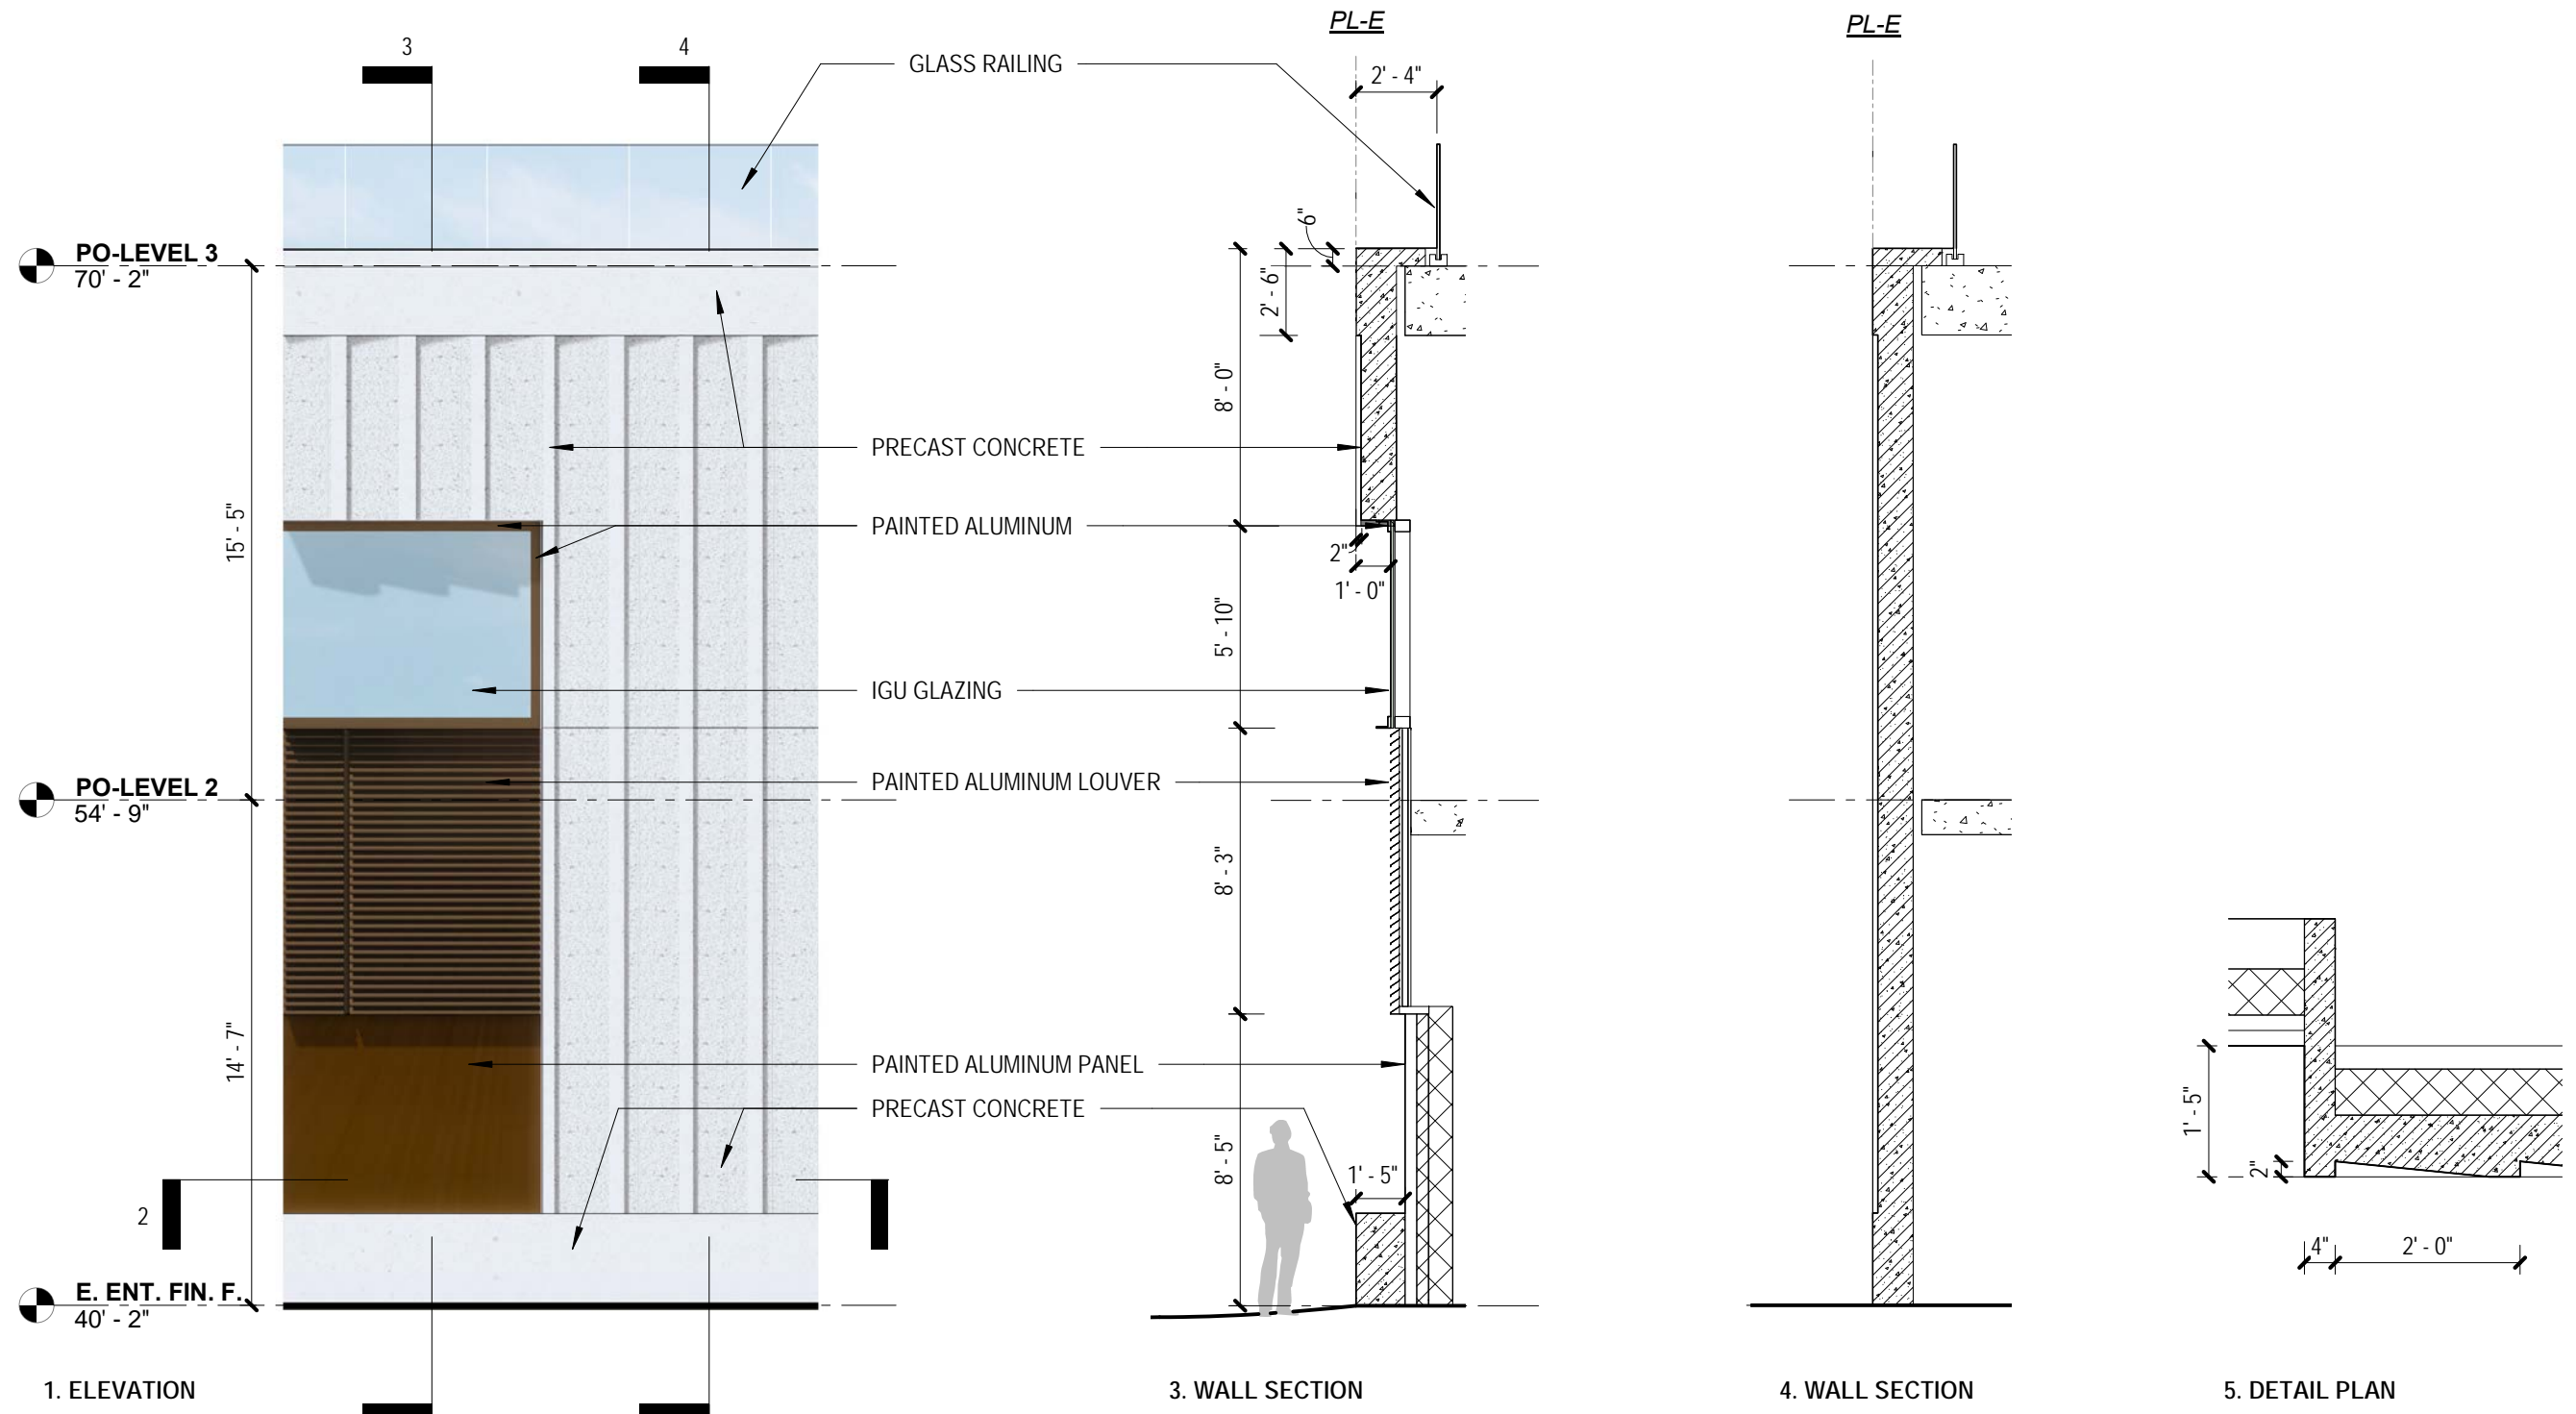 3
4
PL-E
PL-E
GLASS RAILING
2' - 4"
6"
PO-LEVEL 3
70' - 2"
2' - 6"
8' - 0"
PRECAST CONCRETE
15' - 5"
PAINTED ALUMINUM
2"
1' - 0"
5' - 10"
IGU GLAZING
PO-LEVEL 2
54' - 9"
PAINTED ALUMINUM LOUVER
8' - 3"
14' - 7"
PAINTED ALUMINUM PANEL
PRECAST CONCRETE
8' - 5"
1' - 5"
1' - 5"
2"
2
4"
2' - 0"
E. ENT. FIN. F.
40' - 2"
1. ELEVATION
3. WALL SECTION
4. WALL SECTION
5. DETAIL PLAN